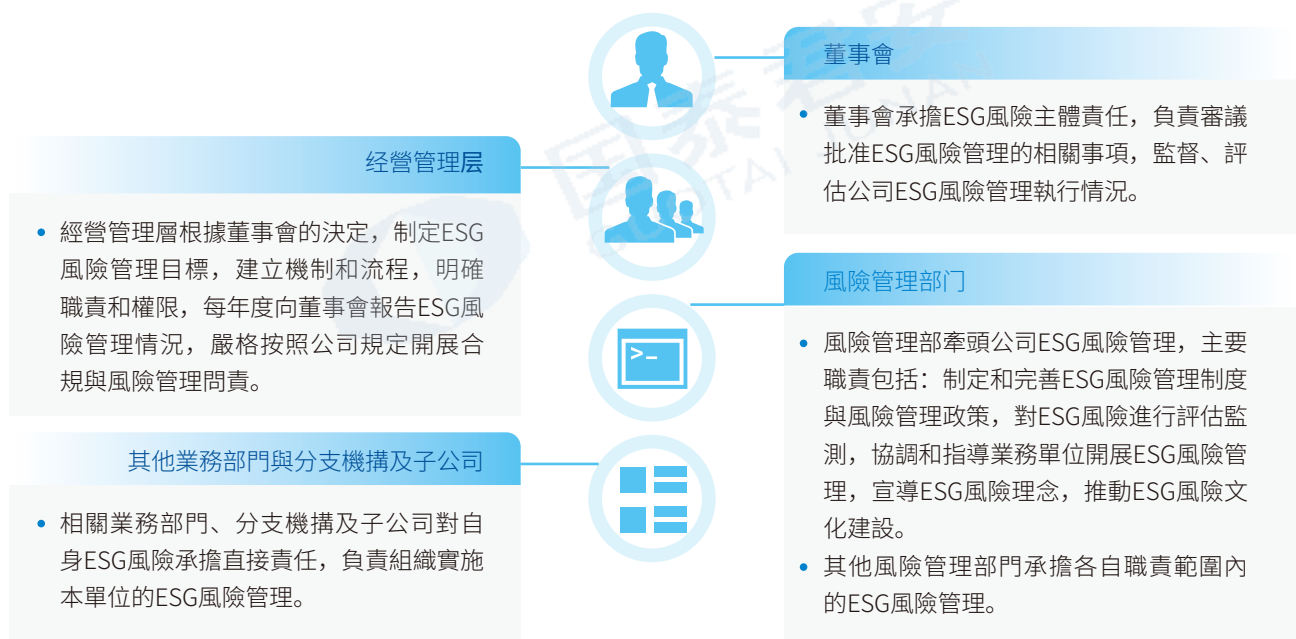 董事會
董事會承擔ESG風險主體責任，負責審議
批准ESG風險管理的相關事項，監督、評
估公司ESG風險管理執行情況。
经營管理层
經營管理層根據董事會的決定，制定ESG
風險管理目標，建立機制和流程，明確
職責和權限，每年度向董事會報告ESG風
險管理情況，嚴格按照公司規定開展合
規與風險管理問責。
風險管理部门
風險管理部牽頭公司ESG風險管理，主要
職責包括：制定和完善ESG風險管理制度
與風險管理政策，對ESG風險進行評估監
測，協調和指導業務單位開展ESG風險管
理，宣導ESG風險理念，推動ESG風險文
化建設。
其他風險管理部門承擔各自職責範圍內
的ESG風險管理。
其他業務部門與分支機搆及子公司
相關業務部門、分支機搆及子公司對自
身ESG風險承擔直接責任，負責組織實施
本單位的ESG風險管理。
>_
国泰君安
GUOTAI JUNAN